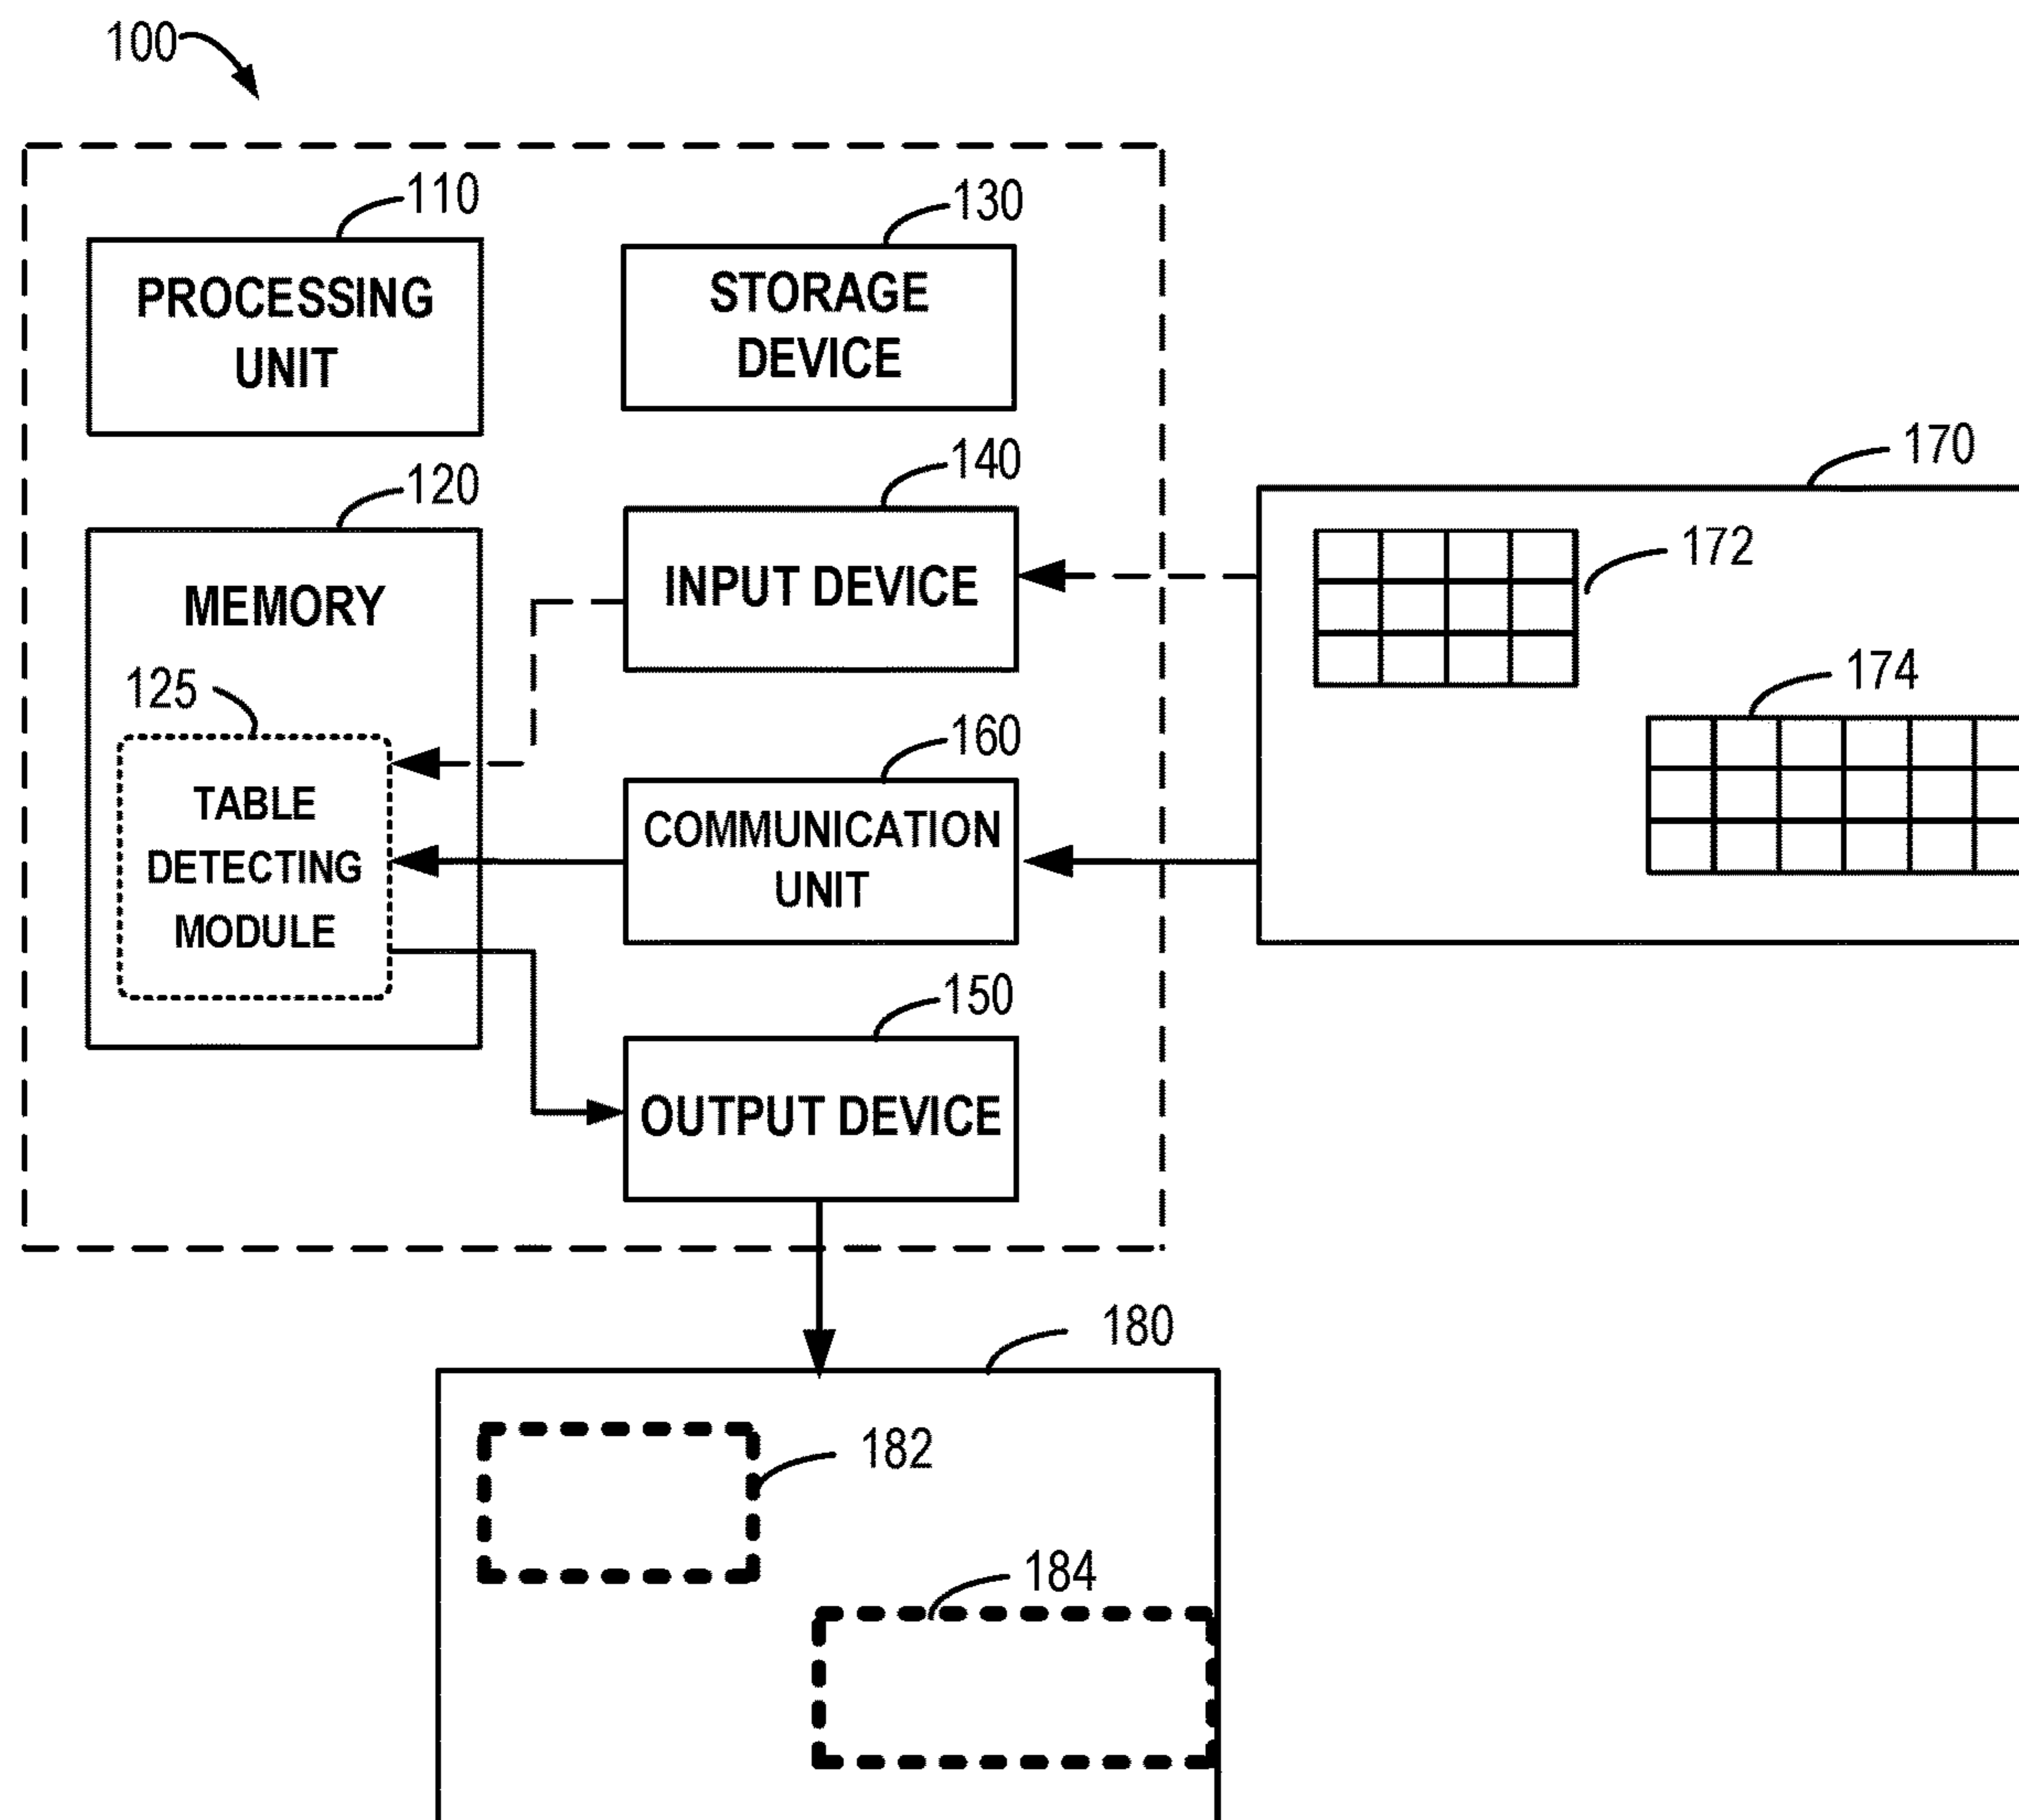 100
110
130
PROCESSING
UNIT
STORAGE
DEVICE
120
140
170
MEMORY
INPUT DEVICE
172
125
174
TABLE
DETECTING
MODULE
160
COMMUNICATION
UNIT
150
OUTPUT DEVICE
180
182
184